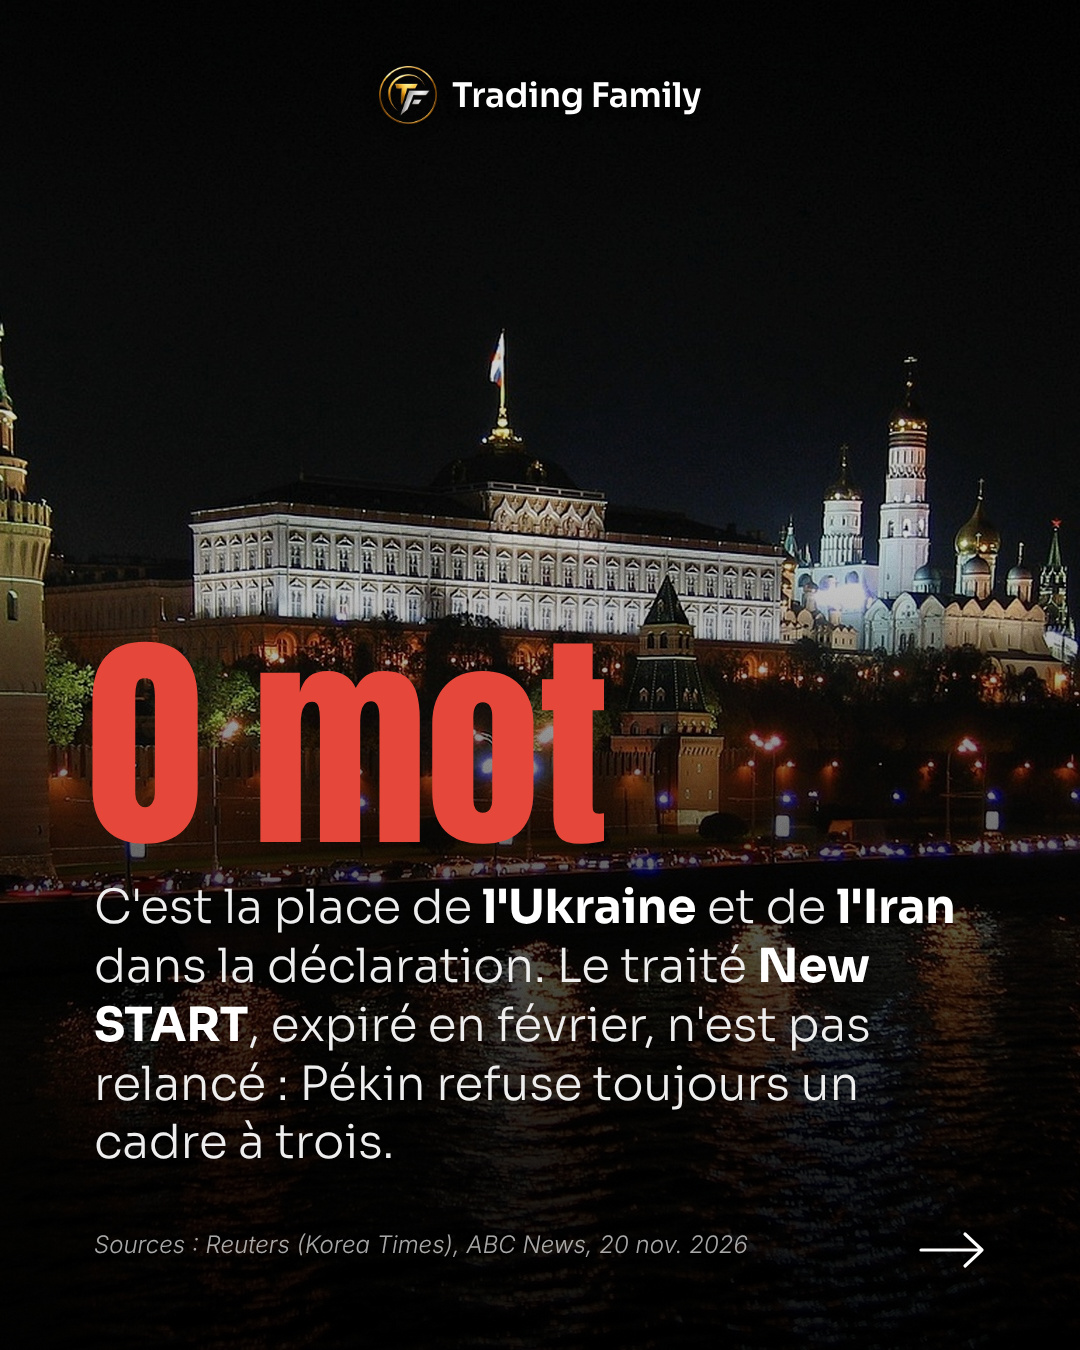 Trading Family
0 mot
C'est la place de l'Ukraine et de l'Iran
dans la déclaration. Le traité New
START, expiré en février, n'est pas
relancé : Pékin refuse toujours un
cadre à trois.
Sources : Reuters (Korea Times), ABC News, 20 nov. 2026